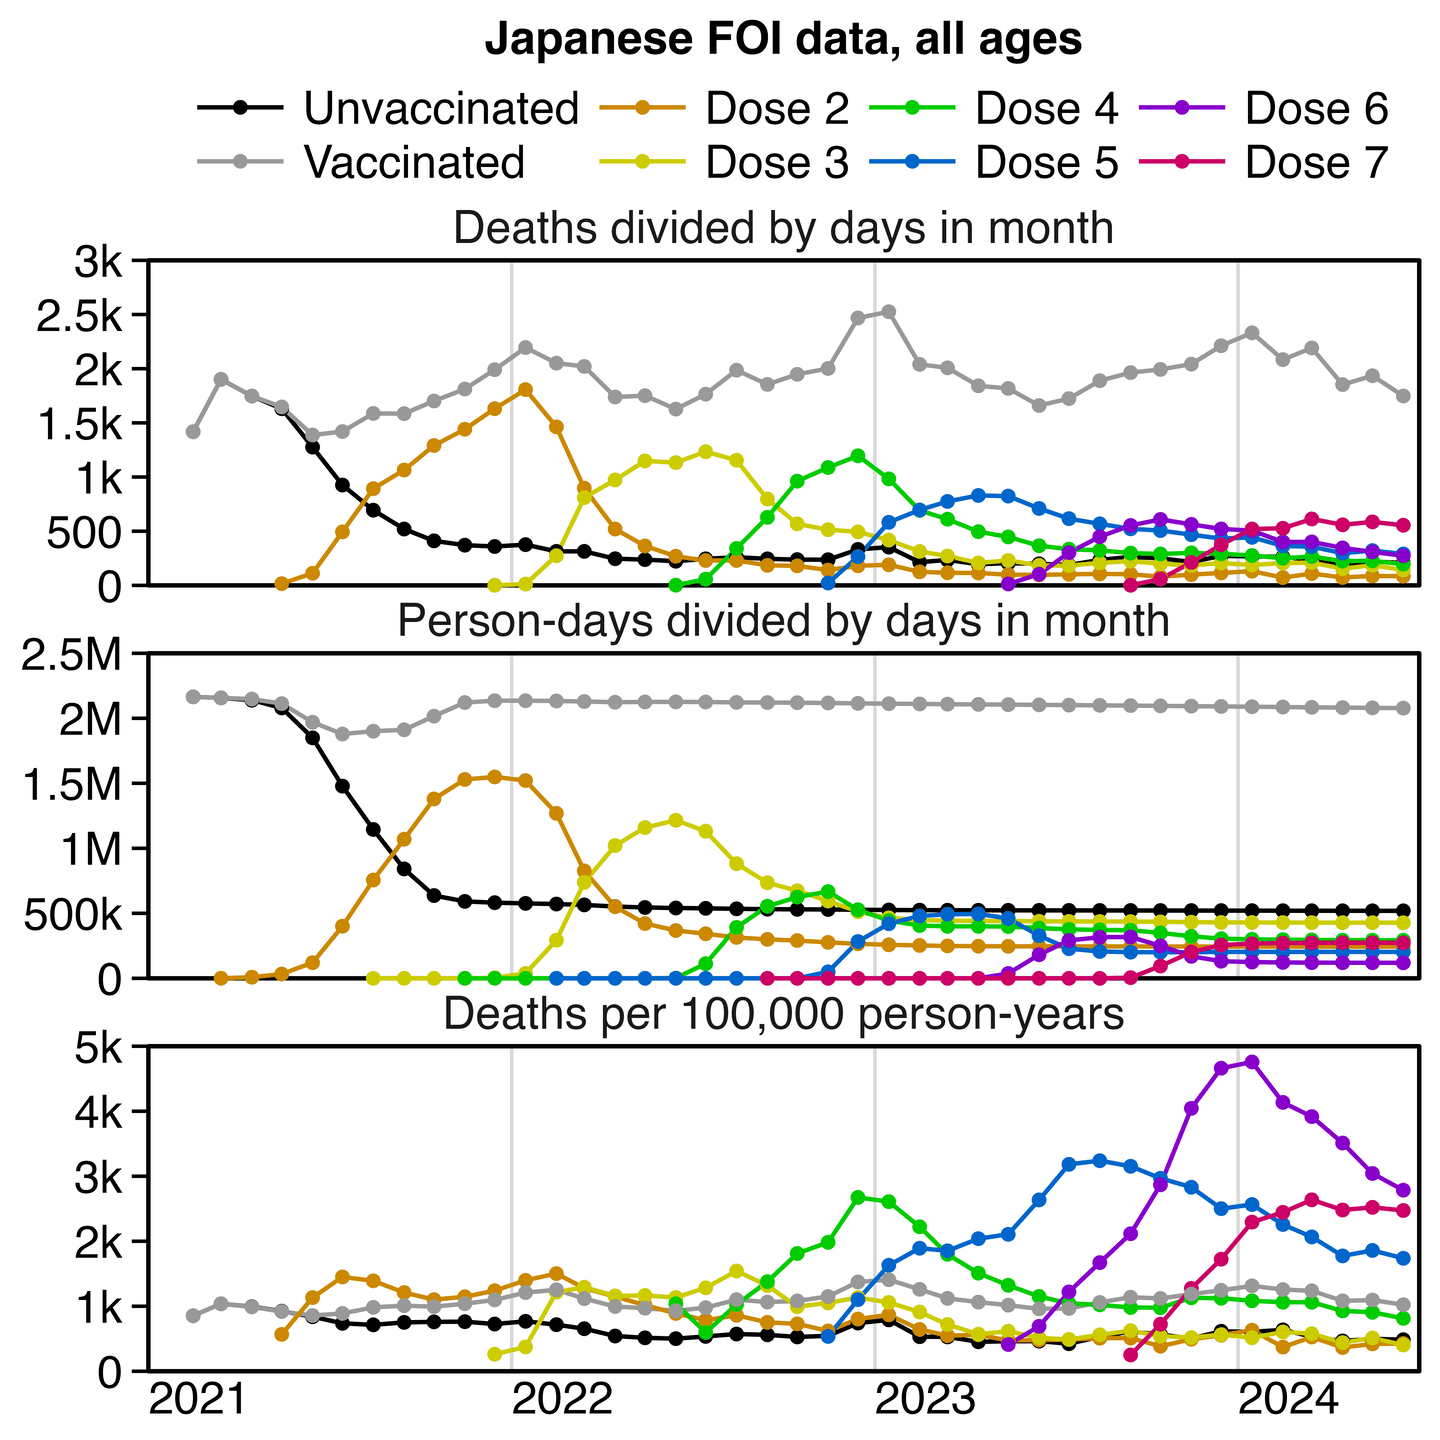 Japanese FOI data, all ages
Unvaccinated Dose 2 Dose 4 Dose 6
Vaccinated Dose 3 Dose 5 Dose 7
Deaths divided by days in month
3k
2.5k
2k
1.5k
1k
500
0
Person-days divided by days in month
2.5M
2M
1.5M
1M
500k
0
Deaths per 100,000 person-years
5k
4k
3k
2k
1k
0
2021 2022 2023 2024